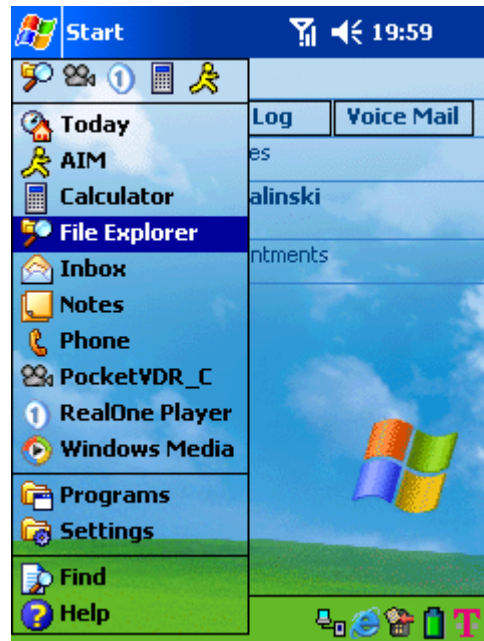 Start 19:59
Log Voice Mail
Today
es
AIM
Calculator
alinski
File Explorer
ntments
Inbox
Notes
Phone
PocketVDR_C
RealOne Player
Windows Media
Programs
Settings
Find
Help
T